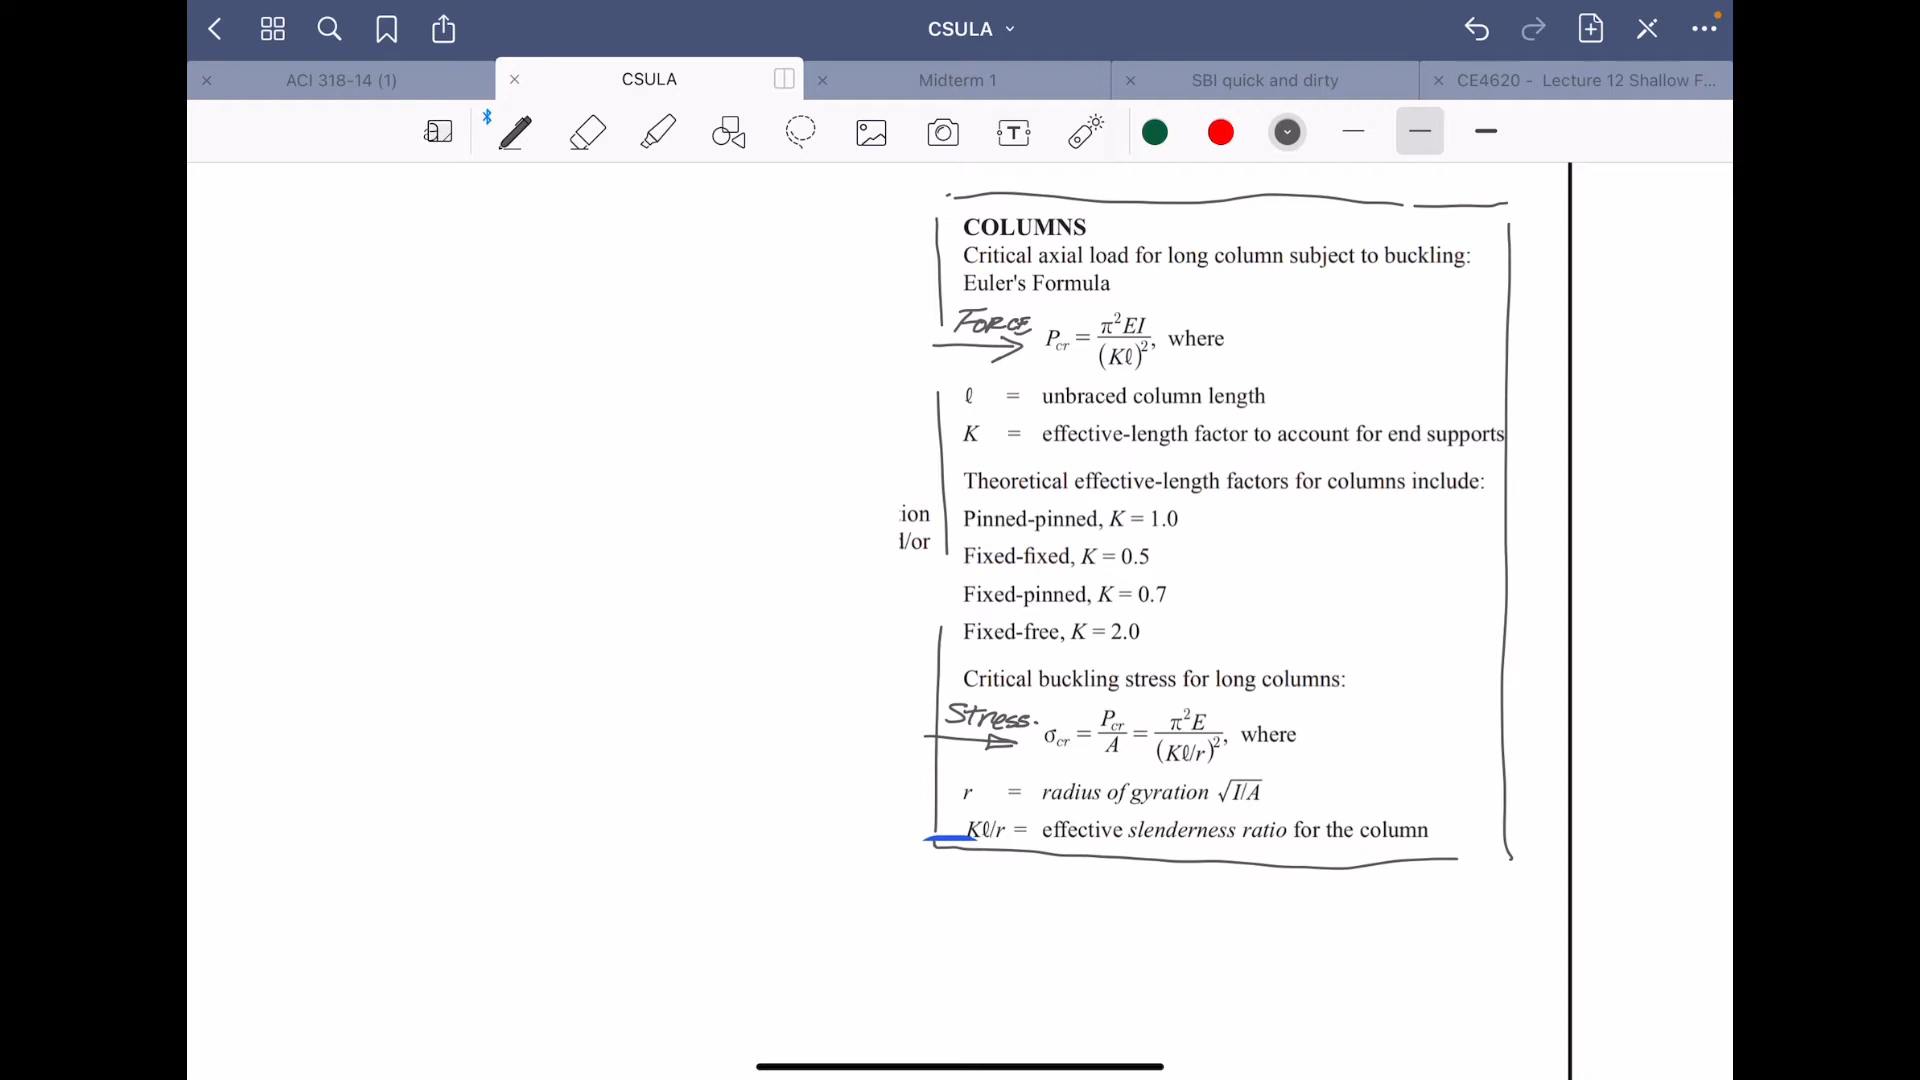 CSULA
ACI 318-14 (1)
CSULA
Midterm 1
SBI quick and dirty
CE4620 - Lecture 12 Shallow F...
COLUMNS
Critical axial load for long column subject to buckling:
Euler's Formula
FORCE
P_cr = π²EI / (Kℓ)², where
ℓ = unbraced column length
K = effective-length factor to account for end supports
Theoretical effective-length factors for columns include:
ion
Pinned-pinned, K = 1.0
d/or
Fixed-fixed, K = 0.5
Fixed-pinned, K = 0.7
Fixed-free, K = 2.0
Critical buckling stress for long columns:
Stress.
σ_cr = P_cr / A = π²E / (Kℓ/r)², where
r = radius of gyration √I/A
Kℓ/r = effective slenderness ratio for the column